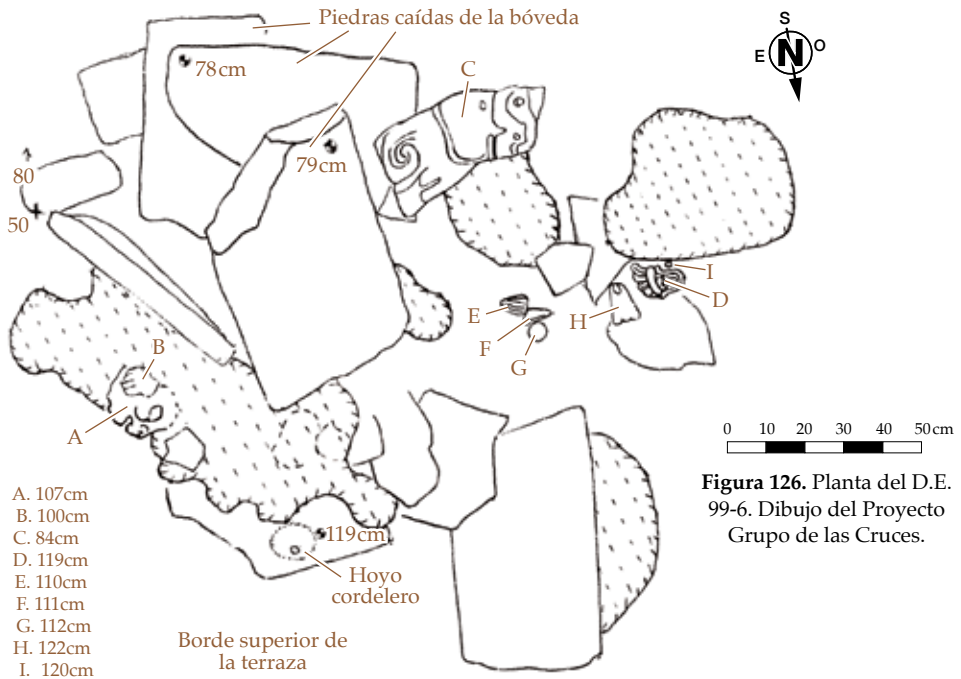 Piedras caídas de la bóveda
S
E N O
78cm
C
79cm
80
50
I
D
E
H
F
G
B
A
0 10 20 30 40 50cm
Figura 126. Planta del D.E.
99-6. Dibujo del Proyecto
Grupo de las Cruces.
A. 107cm
B. 100cm
C. 84cm
D. 119cm
E. 110cm
F. 111cm
G. 112cm
H. 122cm
I. 120cm
119cm
Hoyo
cordelero
Borde superior de
la terraza